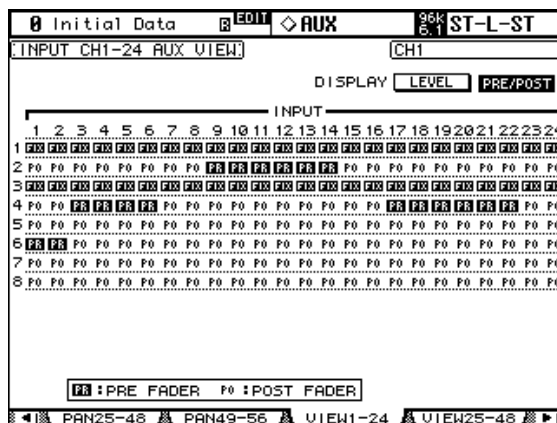 0 Initial Data EDIT AUX 96k 6.1 ST-L-ST
INPUT CH1-24 AUX VIEW CH1
DISPLAY LEVEL PRE/POST
INPUT
1 2 3 4 5 6 7 8 9 10 11 12 13 14 15 16 17 18 19 20 21 22 23 24
1 FIX FIX FIX FIX FIX FIX FIX FIX FIX FIX FIX FIX FIX FIX FIX FIX FIX FIX FIX FIX FIX FIX FIX FIX
2 PO PO PO PO PO PO PO PO PR PR PR PR PR PR PO PO PO PO PO PO PO PO PO PO
3 FIX FIX FIX FIX FIX FIX FIX FIX FIX FIX FIX FIX FIX FIX FIX FIX FIX FIX FIX FIX FIX FIX FIX FIX
4 PO PO PR PR PR PR PO PO PO PO PO PO PO PO PO PO PR PR PR PR PR PR PO PO
5 PO PO PO PO PO PO PO PO PO PO PO PO PO PO PO PO PO PO PO PO PO PO PO PO
6 PR PR PO PO PO PO PO PO PO PO PO PO PO PO PO PO PO PO PO PO PO PO PO PO
7 PO PO PO PO PO PO PO PO PO PO PO PO PO PO PO PO PO PO PO PO PO PO PO PO
8 PO PO PO PO PO PO PO PO PO PO PO PO PO PO PO PO PO PO PO PO PO PO PO PO
PR :PRE FADER PO :POST FADER
PAN25-48 PAN49-56 VIEW1-24 VIEW25-48